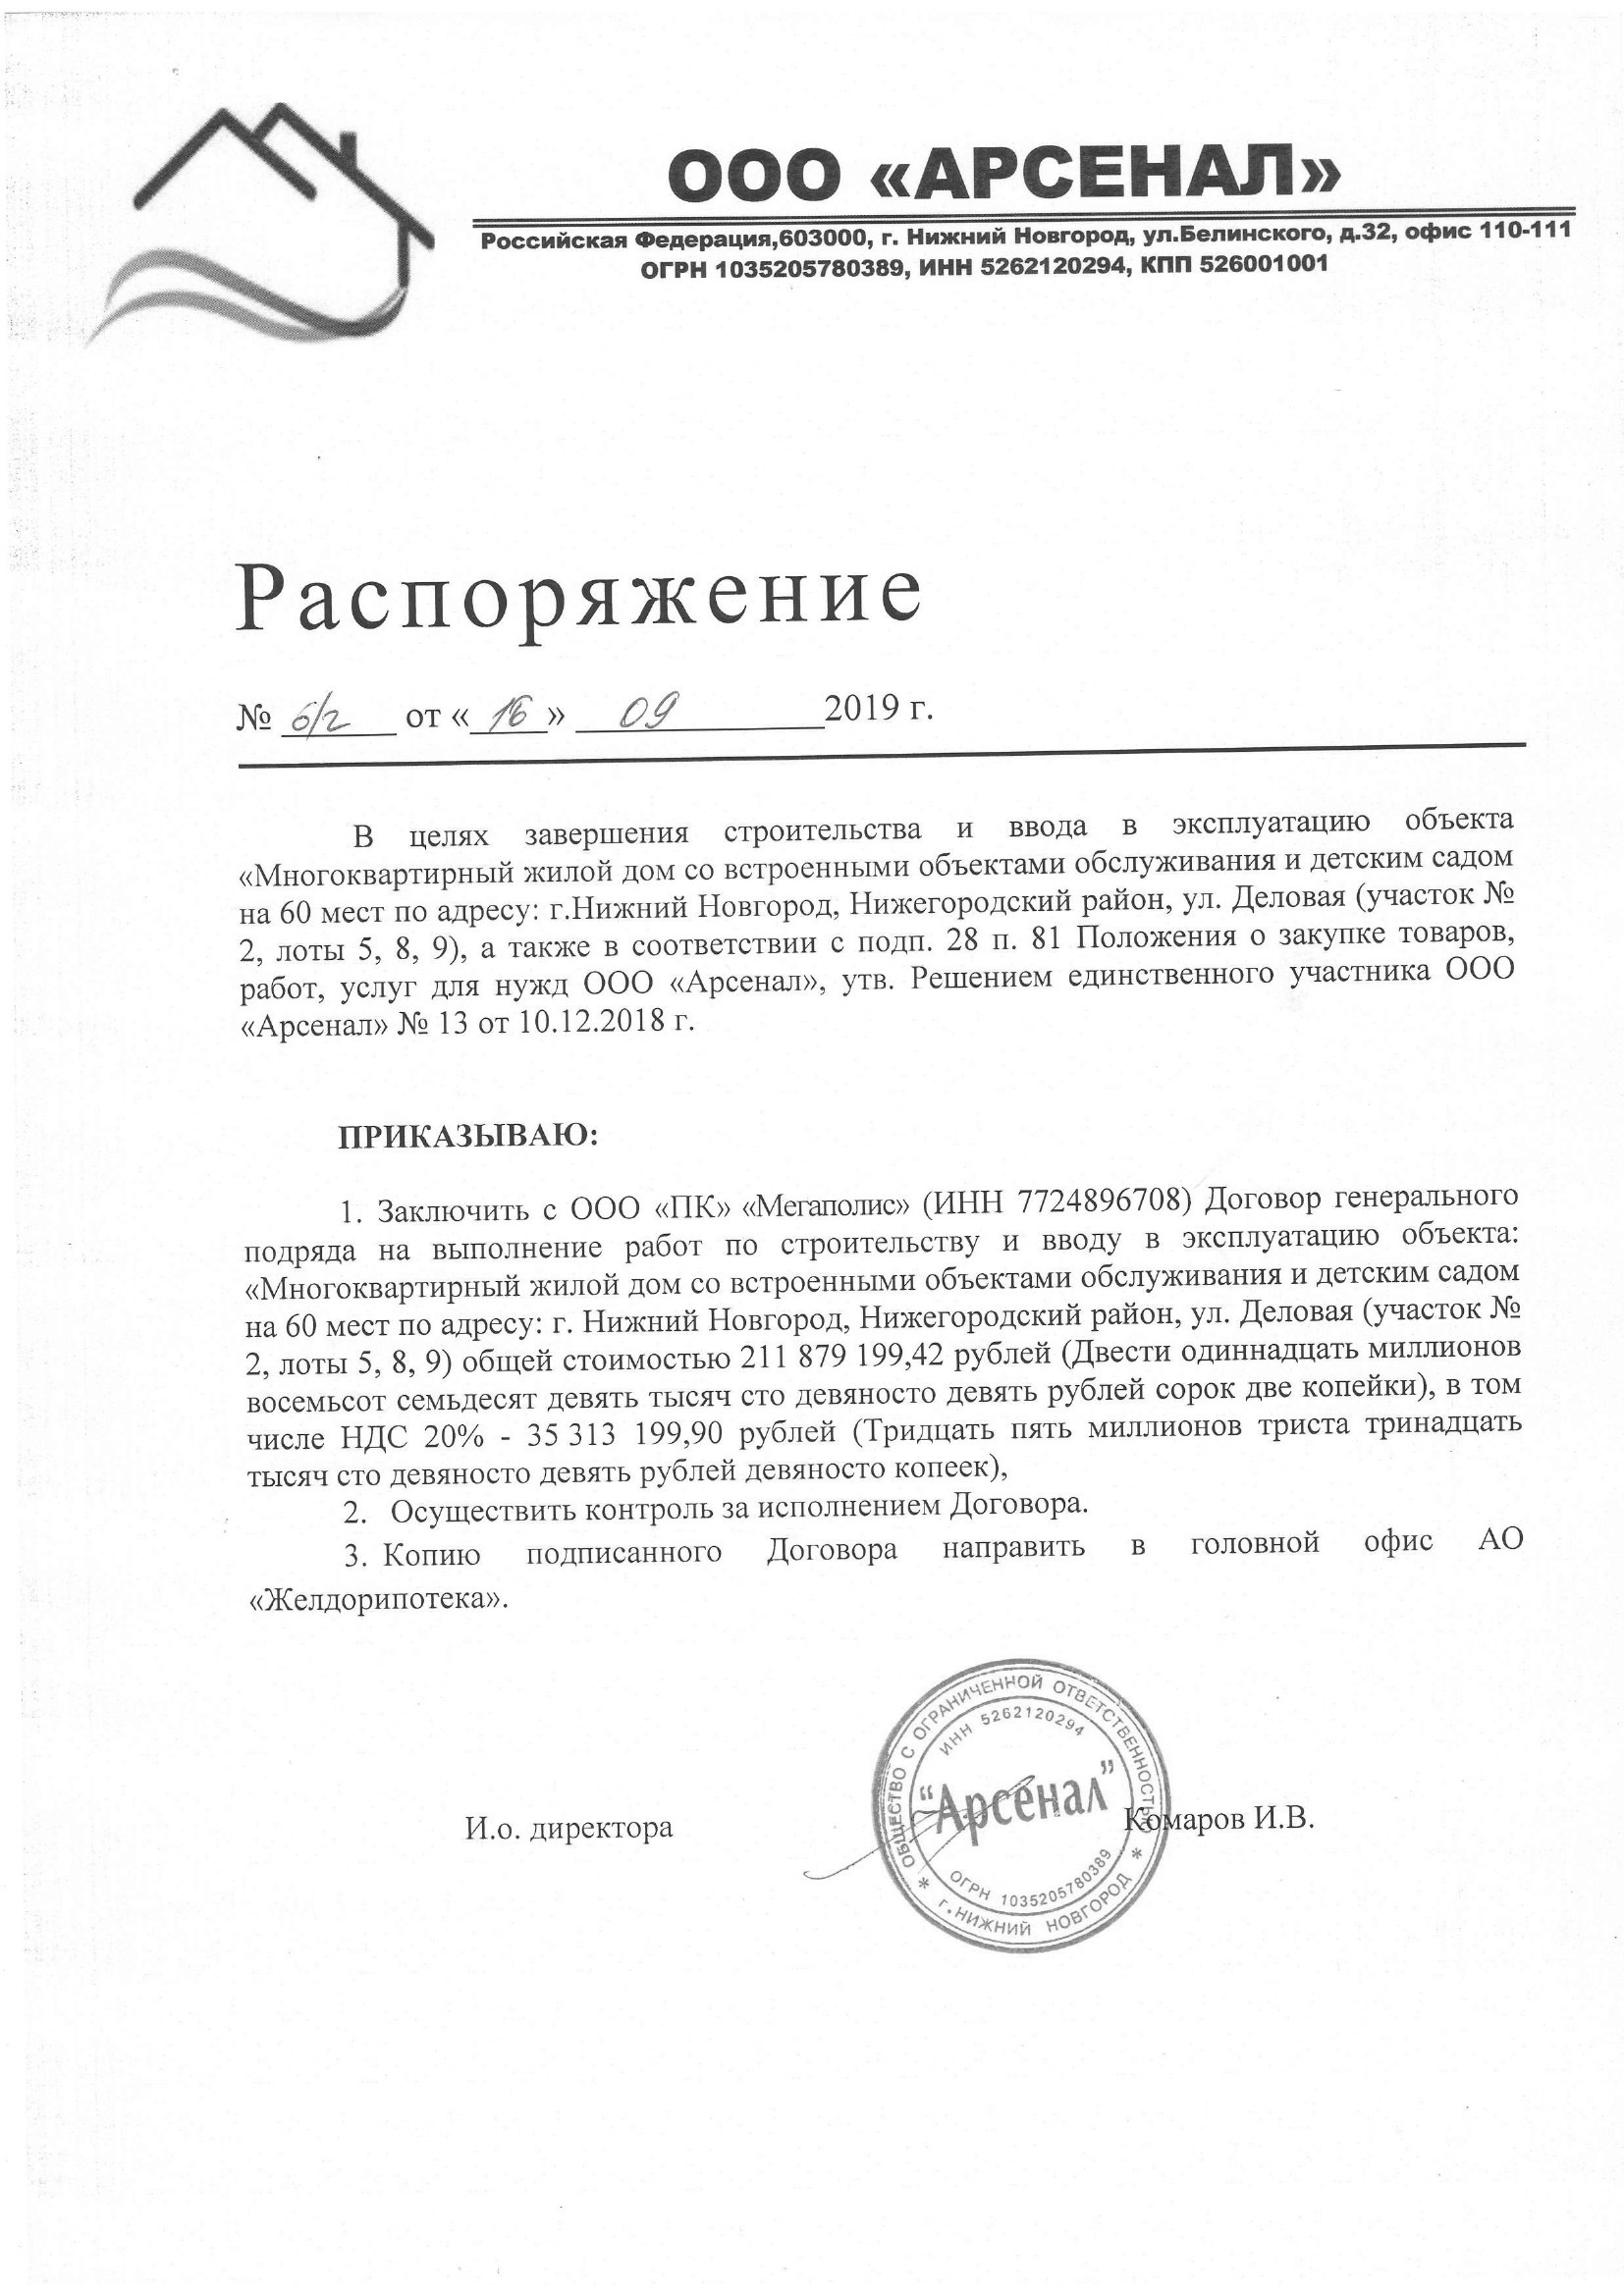 ООО «АРСЕНАЛ»
Российская Федерация,603000, г. Нижний Новгород, ул.Белинского, д.32, офис 110-111
ОГРН 1035205780389, ИНН 5262120294, КПП 526001001
Распоряжение
№ 6/2 от «16» 09 2019 г.
В целях завершения строительства и ввода в эксплуатацию объекта
«Многоквартирный жилой дом со встроенными объектами обслуживания и детским садом
на 60 мест по адресу: г.Нижний Новгород, Нижегородский район, ул. Деловая (участок №
2, лоты 5, 8, 9), а также в соответствии с подп. 28 п. 81 Положения о закупке товаров,
работ, услуг для нужд ООО «Арсенал», утв. Решением единственного участника ООО
«Арсенал» № 13 от 10.12.2018 г.
ПРИКАЗЫВАЮ:
1. Заключить с ООО «ПК» «Мегаполис» (ИНН 7724896708) Договор генерального
подряда на выполнение работ по строительству и вводу в эксплуатацию объекта:
«Многоквартирный жилой дом со встроенными объектами обслуживания и детским садом
на 60 мест по адресу: г. Нижний Новгород, Нижегородский район, ул. Деловая (участок №
2, лоты 5, 8, 9) общей стоимостью 211 879 199,42 рублей (Двести одиннадцать миллионов
восемьсот семьдесят девять тысяч сто девяносто девять рублей сорок две копейки), в том
числе НДС 20% - 35 313 199,90 рублей (Тридцать пять миллионов триста тринадцать
тысяч сто девяносто девять рублей девяносто копеек),
2. Осуществить контроль за исполнением Договора.
3. Копию подписанного Договора направить в головной офис АО
«Желдорипотека».
ОБЩЕСТВО С ОГРАНИЧЕННОЙ ОТВЕТСТВЕННОСТЬЮ
ИНН 5262120294
"Арсенал"
И.о. директора
Комаров И.В.
ОГРН 1035205780389
* г.НИЖНИЙ НОВГОРОД *